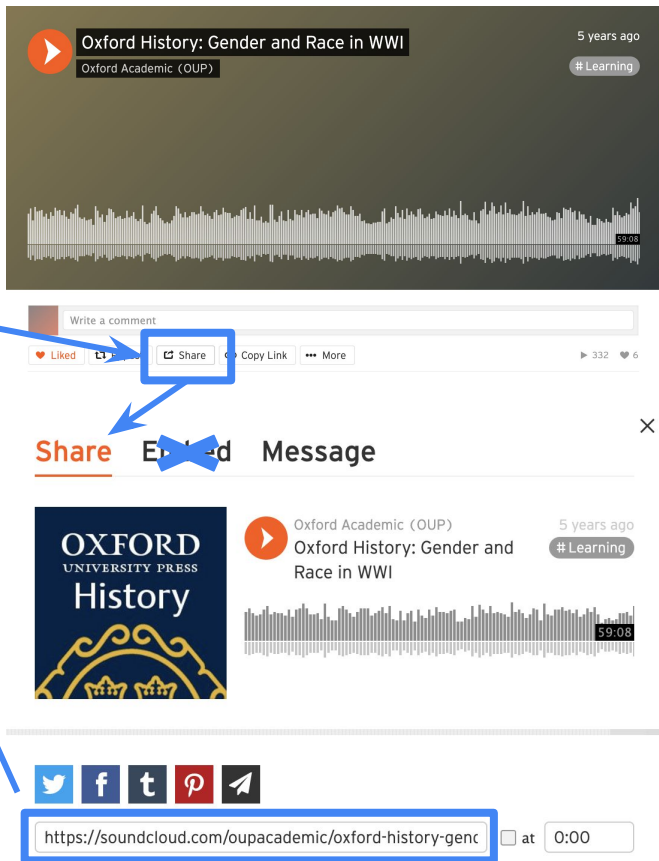 Oxford History: Gender and Race in WWI
5 years ago
Oxford Academic (OUP)
# Learning
59:08
Write a comment
Liked
Share
Copy Link
••• More
332
6
Share
Message
OXFORD
UNIVERSITY PRESS
History
Oxford Academic (OUP)
5 years ago
Oxford History: Gender and
# Learning
Race in WWI
59:08
f
t
https://soundcloud.com/oupacademic/oxford-history-genc
at
0:00